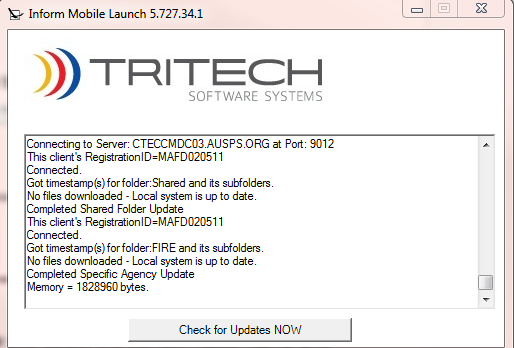 Inform Mobile Launch 5.727.34.1
TRITECH
SOFTWARE SYSTEMS
Connecting to Server: CTECCMDC03.AUSPS.ORG at Port: 9012
This client's RegistrationID=MAFD020511
Connected.
Got timestamp(s) for folder:Shared and its subfolders.
No files downloaded - Local system is up to date.
Completed Shared Folder Update
This client's RegistrationID=MAFD020511
Connected.
Got timestamp(s) for folder:FIRE and its subfolders.
No files downloaded - Local system is up to date.
Completed Specific Agency Update
Memory = 1828960 bytes.
Check for Updates NOW